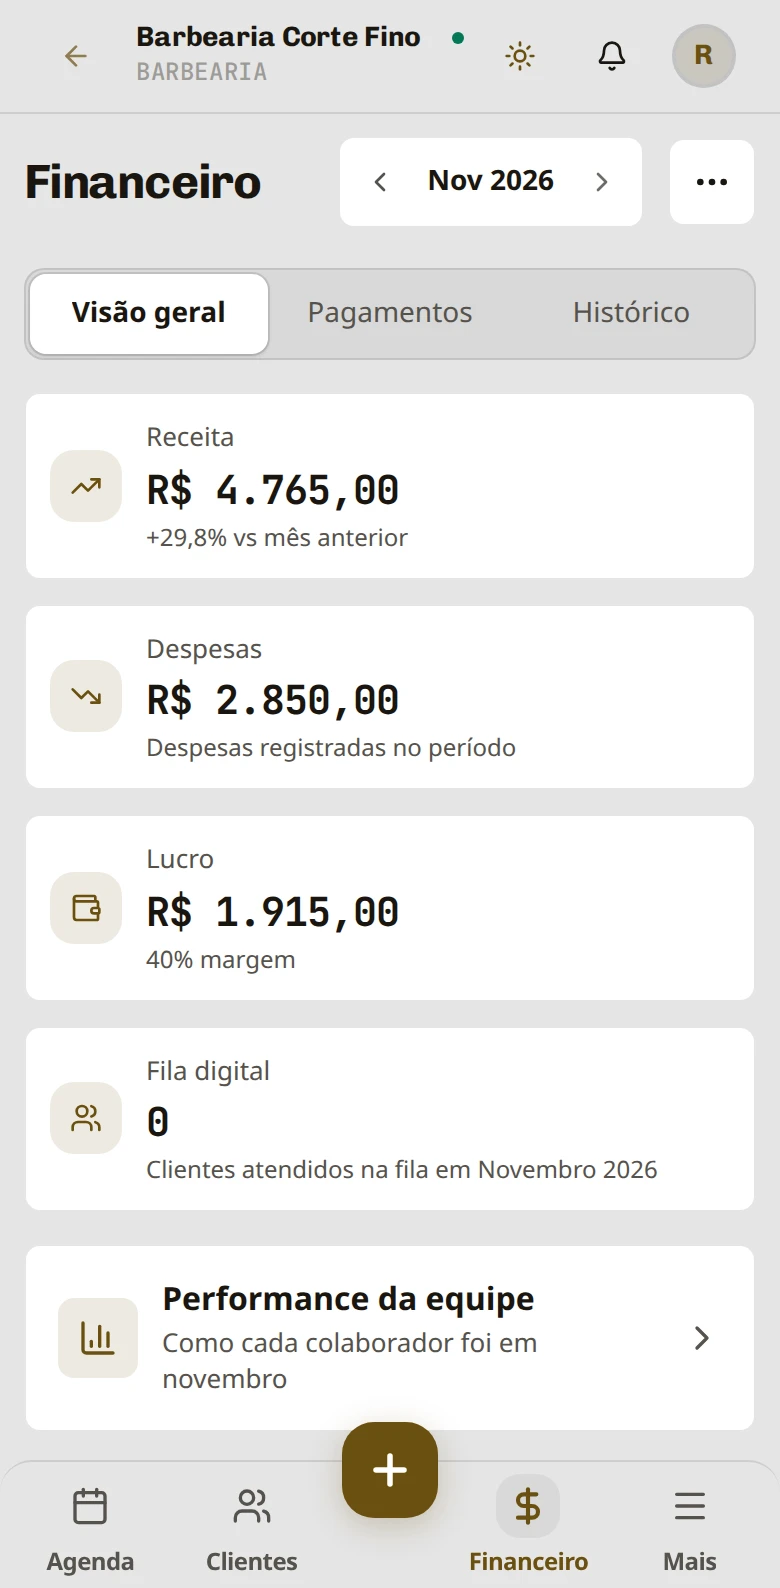 Barbearia Corte Fino
BARBEARIA
R
Financeiro
Nov 2026
Visão geral
Pagamentos
Histórico
Receita
R$ 4.765,00
+29,8% vs mês anterior
Despesas
R$ 2.850,00
Despesas registradas no período
Lucro
R$ 1.915,00
40% margem
Fila digital
0
Clientes atendidos na fila em Novembro 2026
Performance da equipe
Como cada colaborador foi em
novembro
Agenda
Clientes
Financeiro
Mais